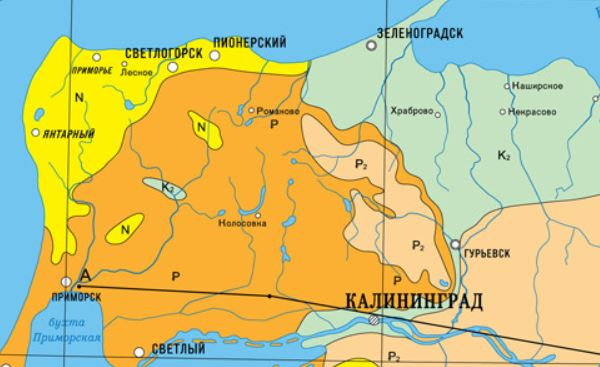 ЗЕЛЕНОГРАДСК
ПИОНЕРСКИЙ
СВЕТЛОГОРСК
ПРИМОРЬЕ
Лесное
Наширское
N
Романово
Храброво
Некрасово
P
N
ЯНТАРНЫЙ
K₂
P₂
K₂
Колосовка
N
P₂
ГУРЬЕВСК
A
P
P
ПРИМОРСК
КАЛИНИНГРАД
бухта
Приморская
СВЕТЛЫЙ
P₂